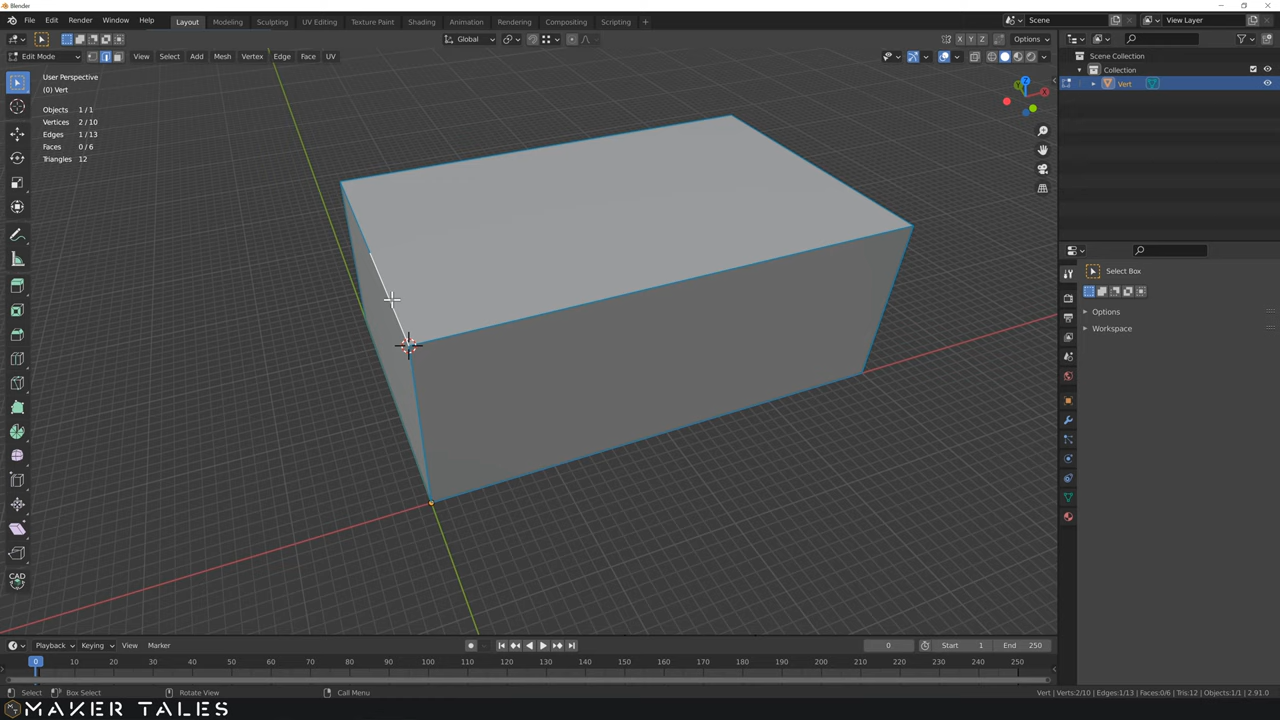 Blender
File Edit Render Window Help
Layout Modeling Sculpting UV Editing Texture Paint Shading Animation Rendering Compositing Scripting +
Scene
View Layer
Global
X Y Z
Options
Edit Mode
View Select Add Mesh Vertex Edge Face UV
User Perspective
(0) Vert
Objects 1 / 1
Vertices 2 / 10
Edges 1 / 13
Faces 0 / 6
Triangles 12
CAD
Z
X
Y
Scene Collection
Collection
Vert
Select Box
Options
Workspace
Playback Keying View Marker
0
Start 1
End 250
0 10 20 30 40 50 60 70 80 90 100 110 120 130 140 150 160 170 180 190 200 210 220 230 240 250
Select Box Select Rotate View Call Menu
Vert | Verts:2/10 | Edges:1/13 | Faces:0/6 | Tris:12 | Objects:1/1 | 2.91.0
MAKER TALES